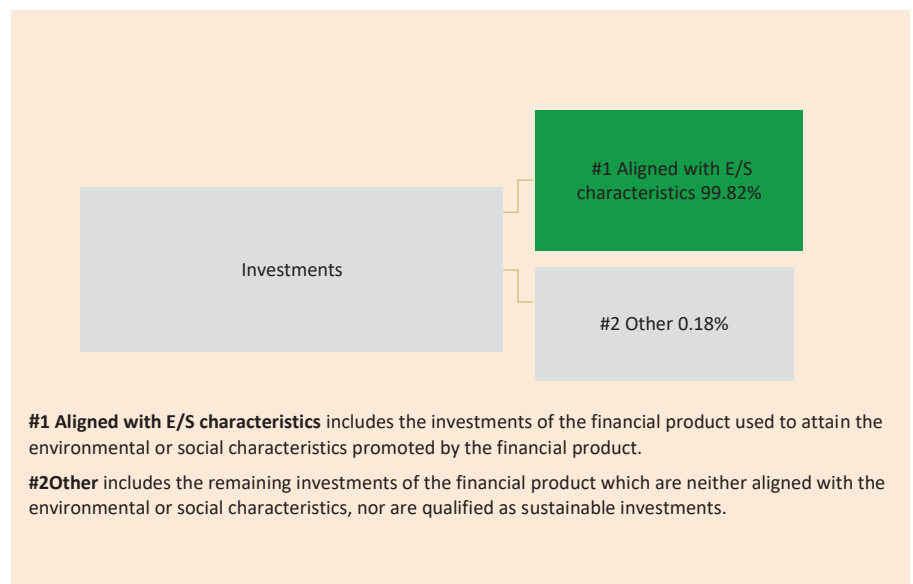 #1 Aligned with E/S
characteristics 99.82%
Investments
#2 Other 0.18%
#1 Aligned with E/S characteristics includes the investments of the financial product used to attain the
environmental or social characteristics promoted by the financial product.
#2Other includes the remaining investments of the financial product which are neither aligned with the
environmental or social characteristics, nor are qualified as sustainable investments.